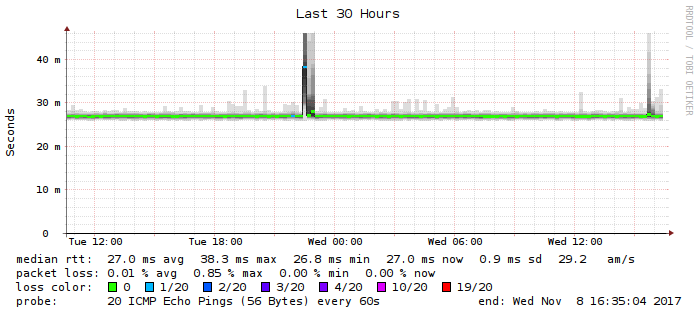 Last 30 Hours
RRDTOOL / TOBI OETIKER
Seconds
40 m
30 m
20 m
10 m
0
Tue 12:00 Tue 18:00 Wed 00:00 Wed 06:00 Wed 12:00
median rtt: 27.0 ms avg 38.3 ms max 26.8 ms min 27.0 ms now 0.9 ms sd 29.2 am/s
packet loss: 0.01 % avg 0.85 % max 0.00 % min 0.00 % now
loss color: 0 1/20 2/20 3/20 4/20 10/20 19/20
probe: 20 ICMP Echo Pings (56 Bytes) every 60s end: Wed Nov 8 16:35:04 2017